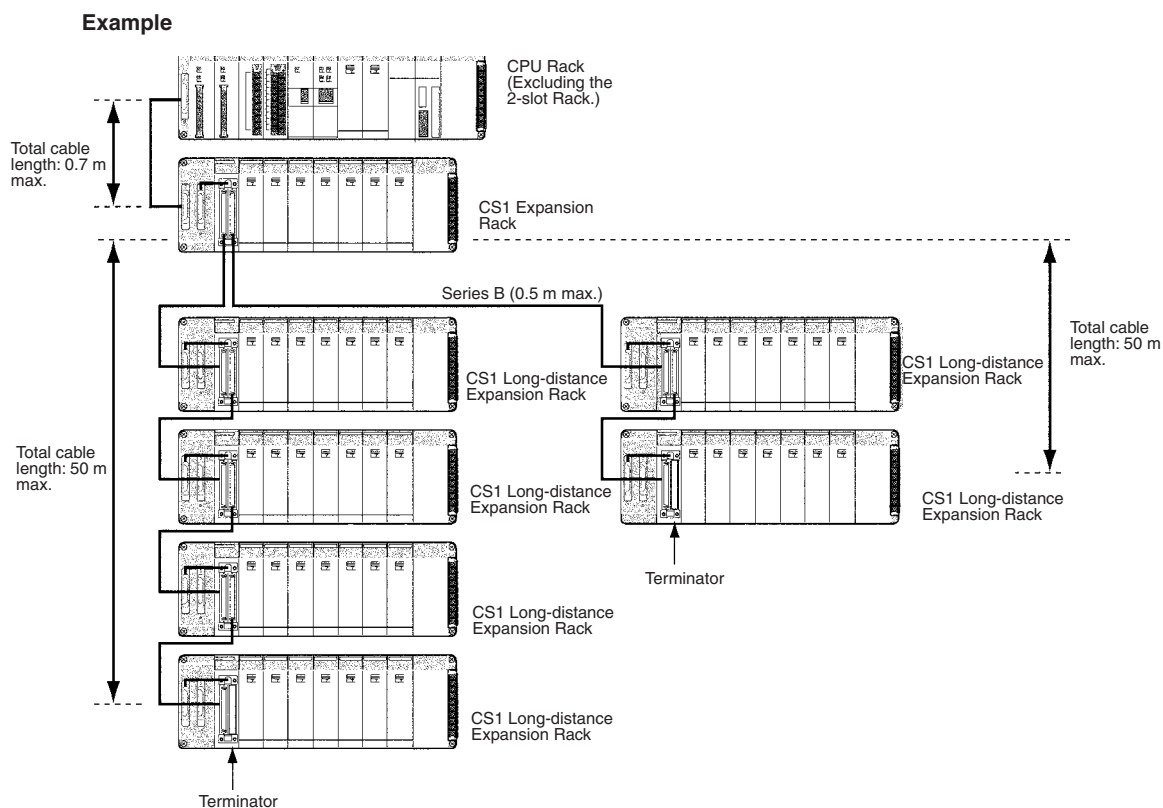 Example
CPU Rack
(Excluding the
2-slot Rack.)
Total cable
length: 0.7 m
max.
CS1 Expansion
Rack
Series B (0.5 m max.)
Total cable
length: 50 m
max.
CS1 Long-distance
Expansion Rack
CS1 Long-distance
Expansion Rack
Total cable
length: 50 m
max.
CS1 Long-distance
Expansion Rack
CS1 Long-distance
Expansion Rack
Terminator
CS1 Long-distance
Expansion Rack
CS1 Long-distance
Expansion Rack
Terminator